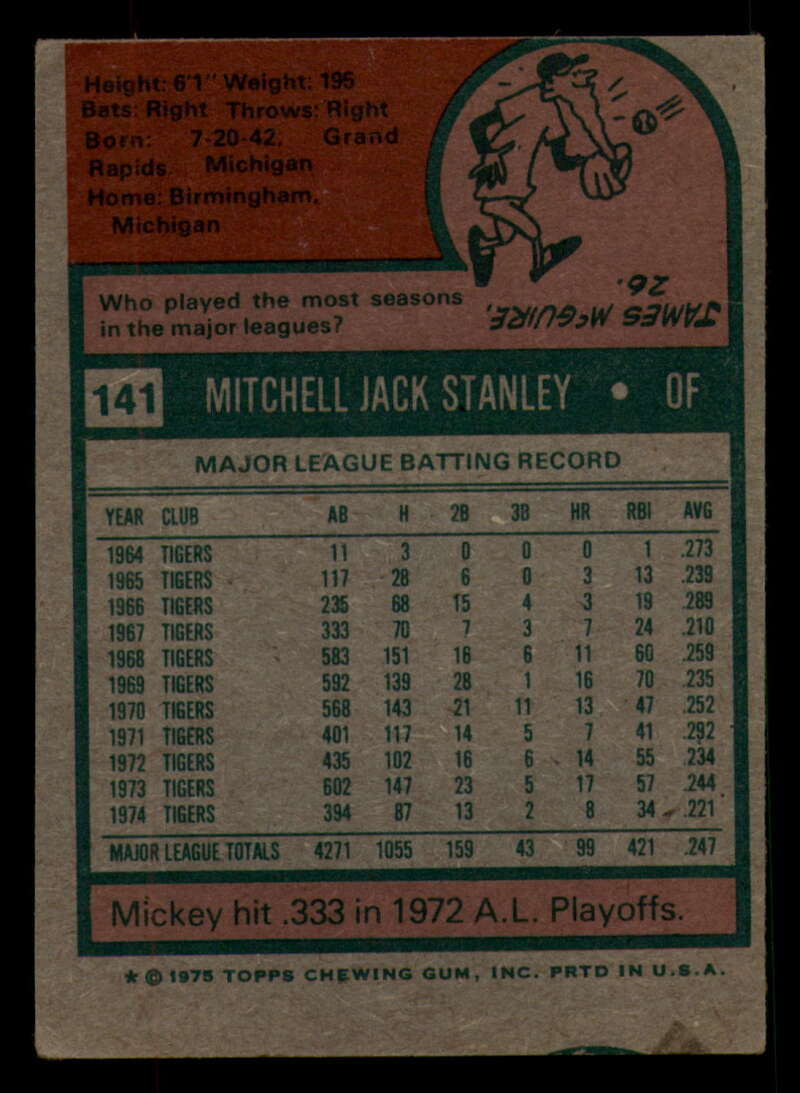 Height: 6'1" Weight: 195
Bats: Right Throws: Right
Born: 7-20-42, Grand
Rapids, Michigan
Home: Birmingham,
Michigan
Who played the most seasons
in the major leagues?
JAMES McGUIRE,
26.
141 MITCHELL JACK STANLEY • OF
MAJOR LEAGUE BATTING RECORD
YEAR CLUB AB H 2B 3B HR RBI AVG
1964 TIGERS 11 3 0 0 0 1 .273
1965 TIGERS 117 28 6 0 3 13 .239
1966 TIGERS 235 68 15 4 3 19 .289
1967 TIGERS 333 70 7 3 7 24 .210
1968 TIGERS 583 151 16 6 11 60 .259
1969 TIGERS 592 139 28 1 16 70 .235
1970 TIGERS 568 143 21 11 13 47 .252
1971 TIGERS 401 117 14 5 7 41 .292
1972 TIGERS 435 102 16 6 14 55 .234
1973 TIGERS 602 147 23 5 17 57 .244
1974 TIGERS 394 87 13 2 8 34 .221
MAJOR LEAGUE TOTALS 4271 1055 159 43 99 421 .247
Mickey hit .333 in 1972 A.L. Playoffs.
★ © 1975 TOPPS CHEWING GUM, INC. PRTD IN U.S.A.